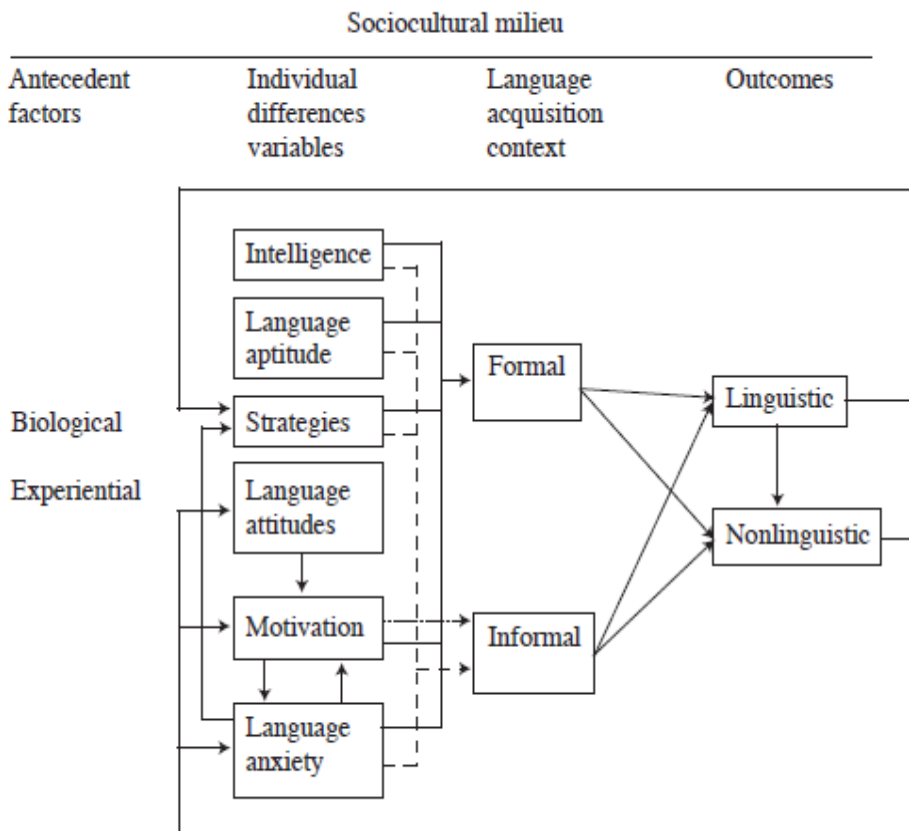 Sociocultural milieu
Antecedent
factors
Individual
differences
variables
Language
acquisition
context
Outcomes
Biological
Experiential
Intelligence
Language
aptitude
Strategies
Language
attitudes
Motivation
Language
anxiety
Formal
Informal
Linguistic
Nonlinguistic